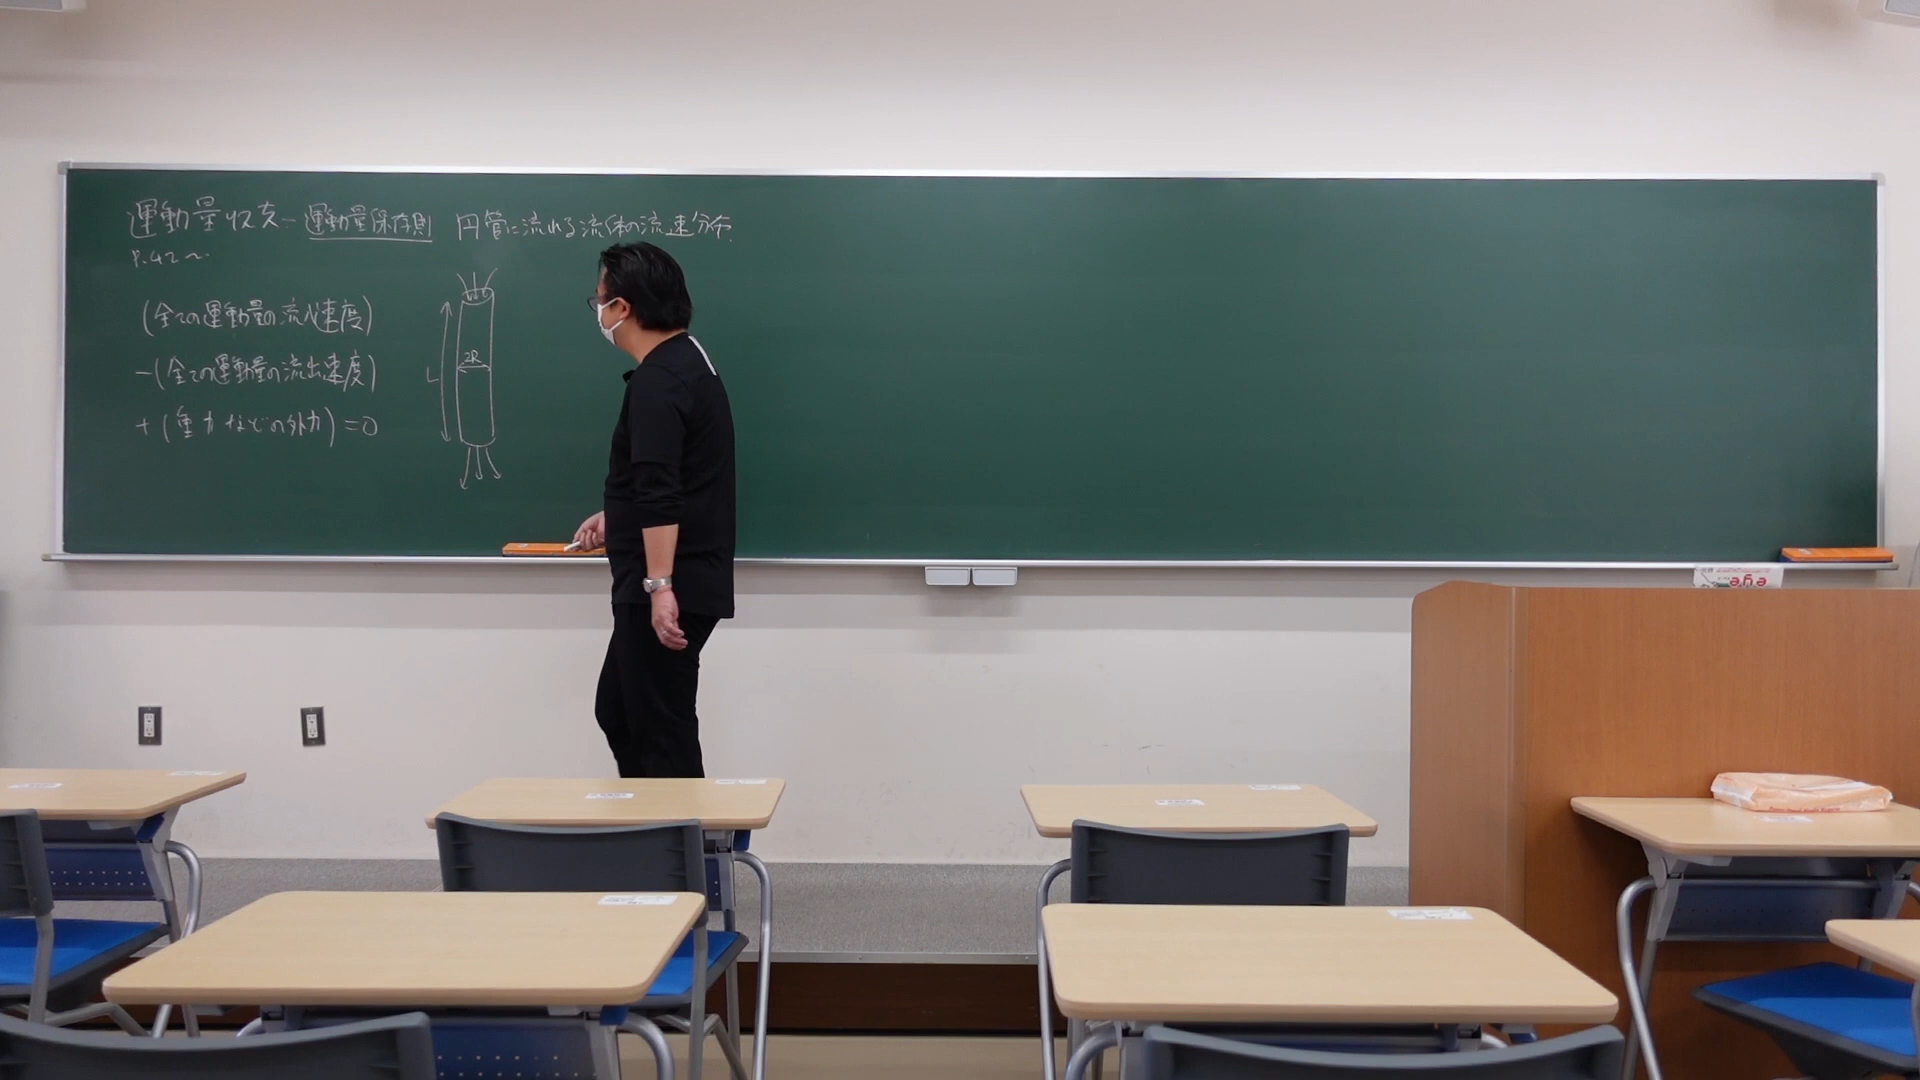 運動量収支－運動量保存則 円管に流れる流体の流速分布.
P.42～
(全ての運動量の流入速度)
－(全ての運動量の流出速度)
＋(重力などの外力)＝0
2R
L
eye